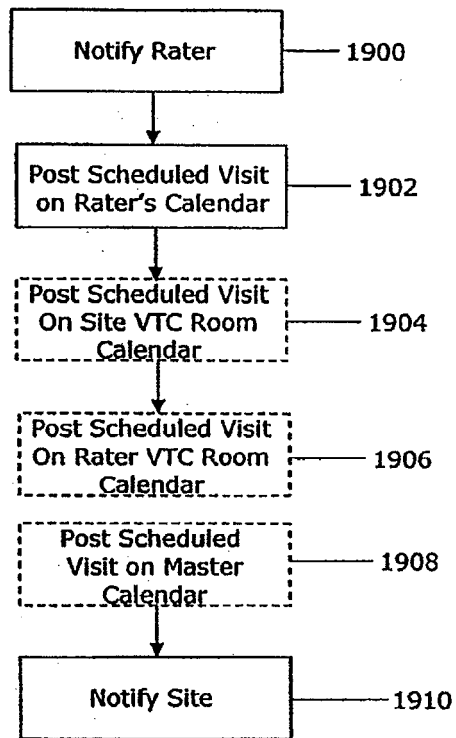 Notify Rater
1900
Post Scheduled Visit
on Rater's Calendar
1902
Post Scheduled Visit
On Site VTC Room
Calendar
1904
Post Scheduled Visit
On Rater VTC Room
Calendar
1906
Post Scheduled
Visit on Master
Calendar
1908
Notify Site
1910